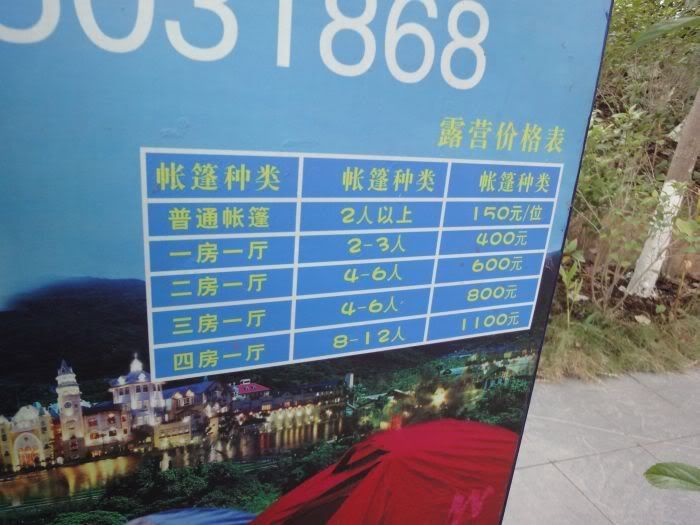 5031868
露营价格表
帐篷种类 帐篷种类 帐篷种类
普通帐篷 2人以上 150元/位
一房一厅 2-3人 400元
二房一厅 4-6人 600元
三房一厅 4-6人 800元
四房一厅 8-12人 1100元